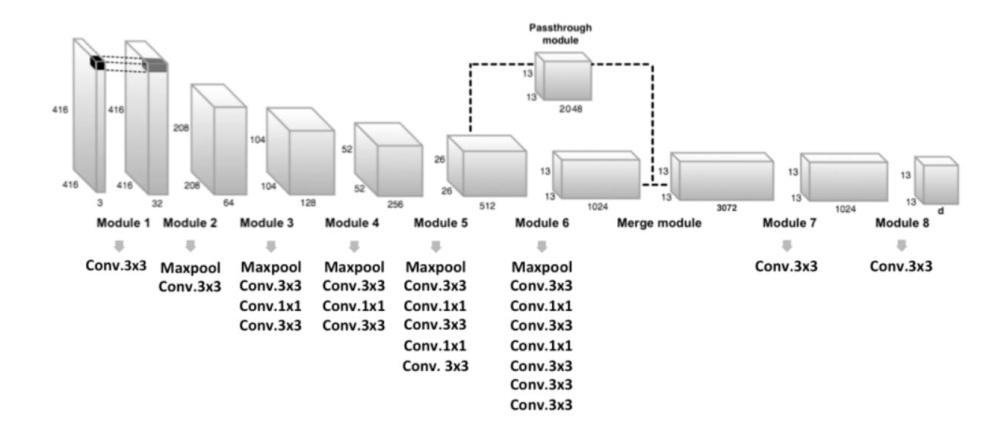 Passthrough
module
13
13
2048
416
416
3
416
416
32
208
208
64
104
104
128
52
52
256
26
26
512
13
13
1024
13
13
3072
13
13
1024
13
13
d
Module 1 Module 2 Module 3 Module 4 Module 5 Module 6 Merge module Module 7 Module 8
Conv.3x3
Maxpool
Conv.3x3
Maxpool
Conv.3x3
Conv.1x1
Conv.3x3
Maxpool
Conv.3x3
Conv.1x1
Conv.3x3
Maxpool
Conv.3x3
Conv.1x1
Conv.3x3
Conv.1x1
Conv. 3x3
Maxpool
Conv.3x3
Conv.1x1
Conv.3x3
Conv.1x1
Conv.3x3
Conv.3x3
Conv.3x3
Conv.3x3
Conv.3x3